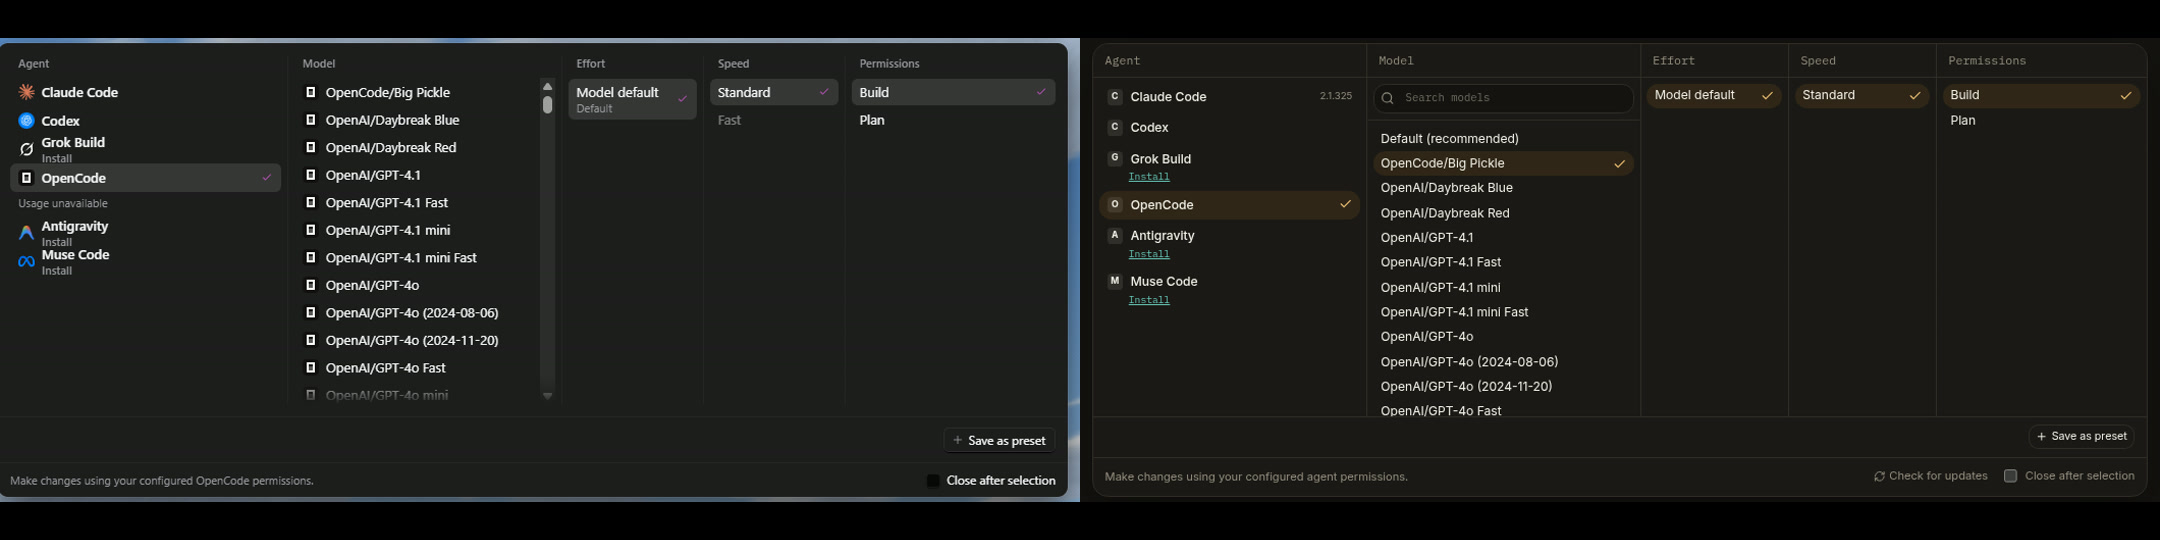 Agent
Claude Code
Codex
Grok Build
Install
OpenCode
Usage unavailable
Antigravity
Install
Muse Code
Install
Model
OpenCode/Big Pickle
OpenAI/Daybreak Blue
OpenAI/Daybreak Red
OpenAI/GPT-4.1
OpenAI/GPT-4.1 Fast
OpenAI/GPT-4.1 mini
OpenAI/GPT-4.1 mini Fast
OpenAI/GPT-4o
OpenAI/GPT-4o (2024-08-06)
OpenAI/GPT-4o (2024-11-20)
OpenAI/GPT-4o Fast
OpenAI/GPT-4o mini
Effort
Model default
Default
Speed
Standard
Fast
Permissions
Build
Plan
+ Save as preset
Make changes using your configured OpenCode permissions.
Close after selection
Agent
C Claude Code 2.1.325
C Codex
G Grok Build
Install
O OpenCode
A Antigravity
Install
M Muse Code
Install
Model
Search models
Default (recommended)
OpenCode/Big Pickle
OpenAI/Daybreak Blue
OpenAI/Daybreak Red
OpenAI/GPT-4.1
OpenAI/GPT-4.1 Fast
OpenAI/GPT-4.1 mini
OpenAI/GPT-4.1 mini Fast
OpenAI/GPT-4o
OpenAI/GPT-4o (2024-08-06)
OpenAI/GPT-4o (2024-11-20)
OpenAI/GPT-4o Fast
Effort
Model default
Speed
Standard
Permissions
Build
Plan
+ Save as preset
Make changes using your configured agent permissions.
Check for updates
Close after selection